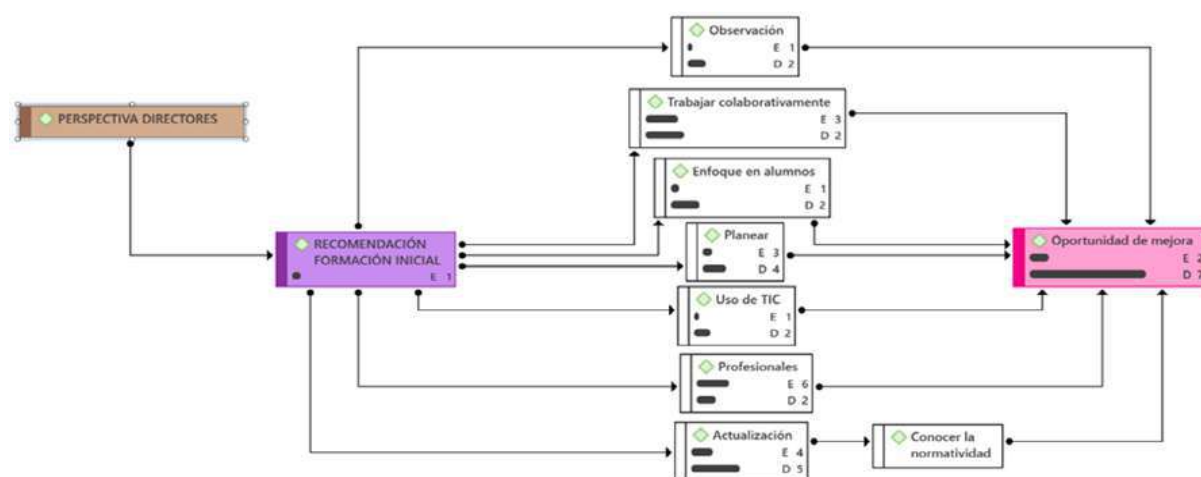 Observación
E 1
D 2
PERSPECTIVA DIRECTORES
Trabajar colaborativamente
E 3
D 2
Enfoque en alumnos
E 1
D 2
RECOMENDACIÓN
FORMACIÓN INICIAL
E 1
Planear
E 3
D 4
Oportunidad de mejora
E 2
D 7
Uso de TIC
E 1
D 2
Profesionales
E 6
D 2
Actualización
E 4
D 5
Conocer la
normatividad